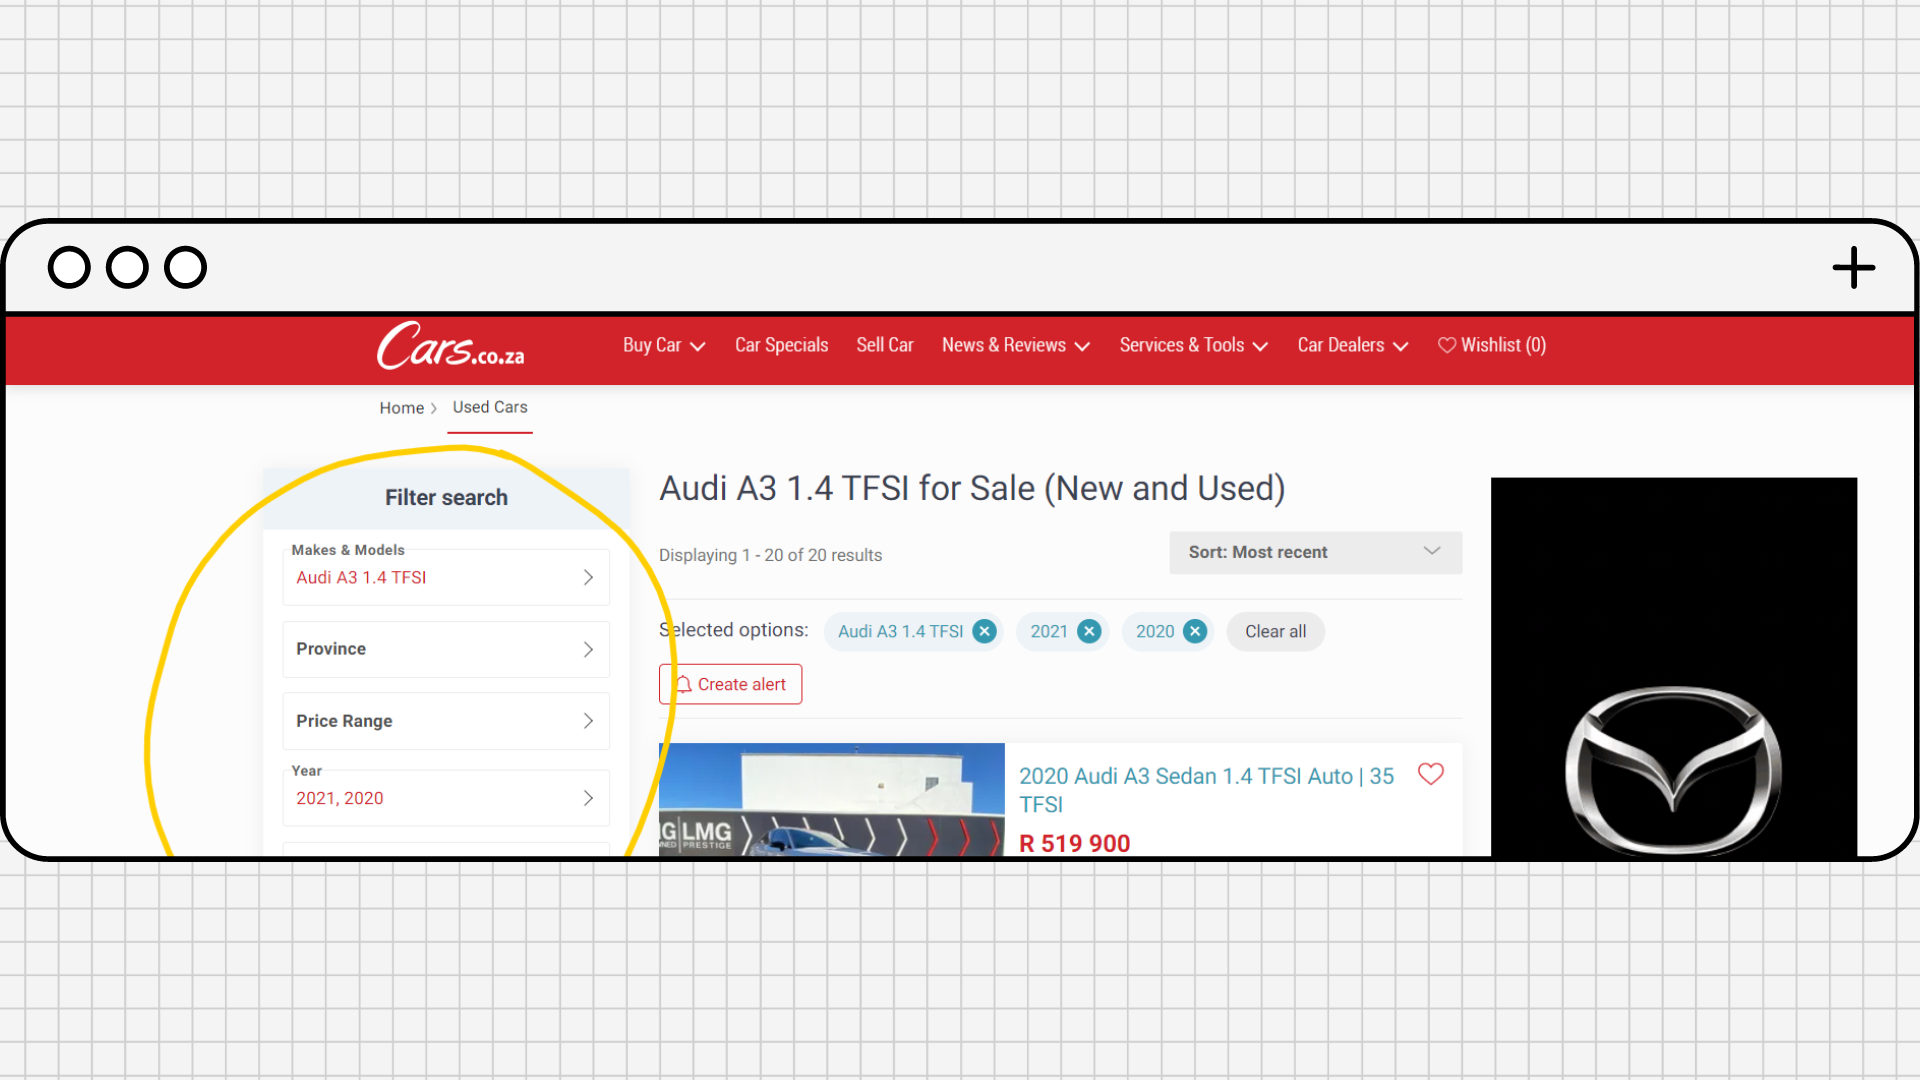 Cars.co.za
Buy Car
Car Specials
Sell Car
News & Reviews
Services & Tools
Car Dealers
Wishlist (0)
Home
Used Cars
Filter search
Makes & Models
Audi A3 1.4 TFSI
Province
Price Range
Year
2021, 2020
Audi A3 1.4 TFSI for Sale (New and Used)
Displaying 1 - 20 of 20 results
Sort: Most recent
Selected options:
Audi A3 1.4 TFSI
2021
2020
Clear all
Create alert
G LMG
NED PRESTIGE
2020 Audi A3 Sedan 1.4 TFSI Auto | 35
TFSI
R 519 900